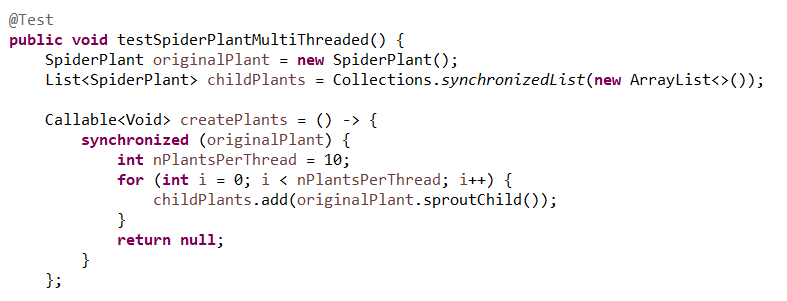 @Test
public void testSpiderPlantMultiThreaded() {
    SpiderPlant originalPlant = new SpiderPlant();
    List<SpiderPlant> childPlants = Collections.synchronizedList(new ArrayList<>());

    Callable<Void> createPlants = () -> {
        synchronized (originalPlant) {
            int nPlantsPerThread = 10;
            for (int i = 0; i < nPlantsPerThread; i++) {
                childPlants.add(originalPlant.sproutChild());
            }
            return null;
        }
    };